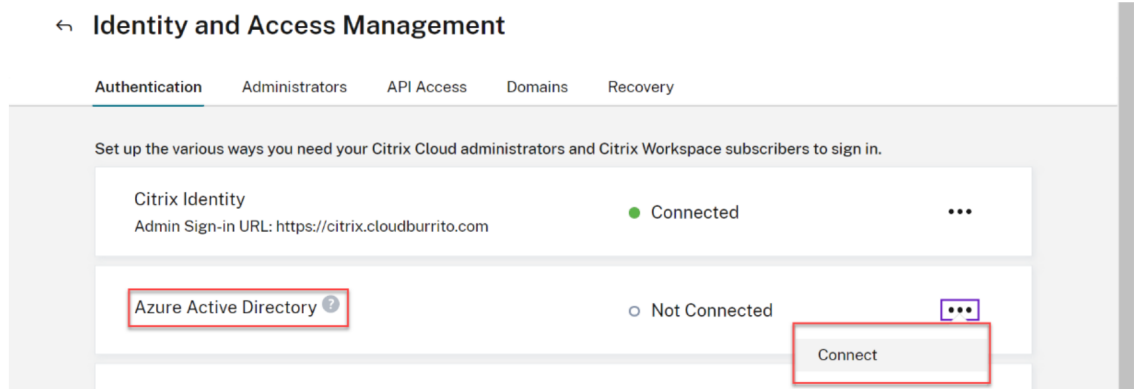 Identity and Access Management
Authentication Administrators API Access Domains Recovery
Set up the various ways you need your Citrix Cloud administrators and Citrix Workspace subscribers to sign in.
Citrix Identity
Admin Sign-in URL: https://citrix.cloudburrito.com
Connected
Azure Active Directory ?
Not Connected
Connect